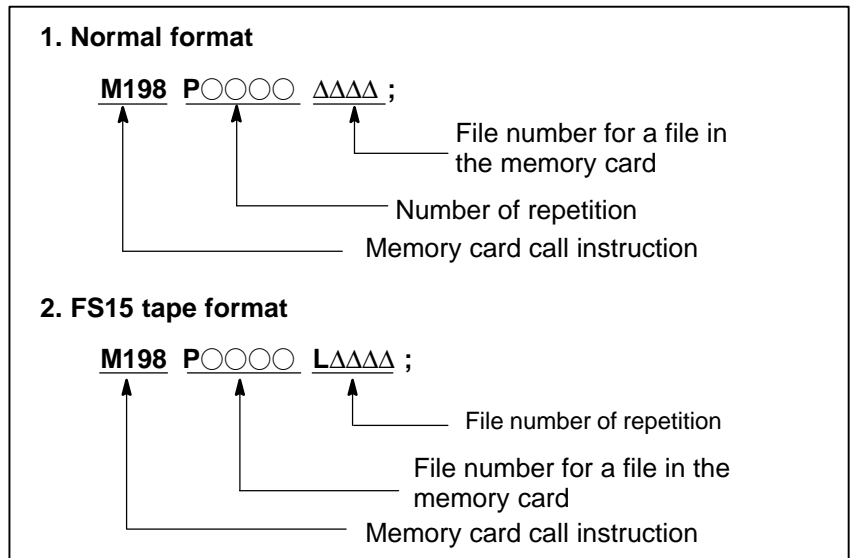 1. Normal format
M198 P○○○○ ΔΔΔΔ ;
File number for a file in
the memory card
Number of repetition
Memory card call instruction
2. FS15 tape format
M198 P○○○○ LΔΔΔΔ ;
File number of repetition
File number for a file in the
memory card
Memory card call instruction